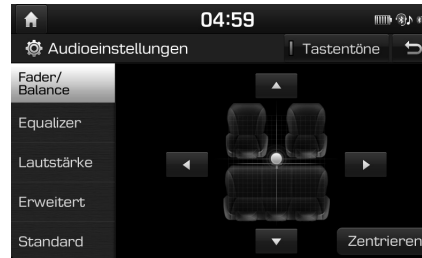 04:59
Audioeinstellungen
Tastentöne
Fader/
Balance
Equalizer
Lautstärke
Erweitert
Standard
Zentrieren